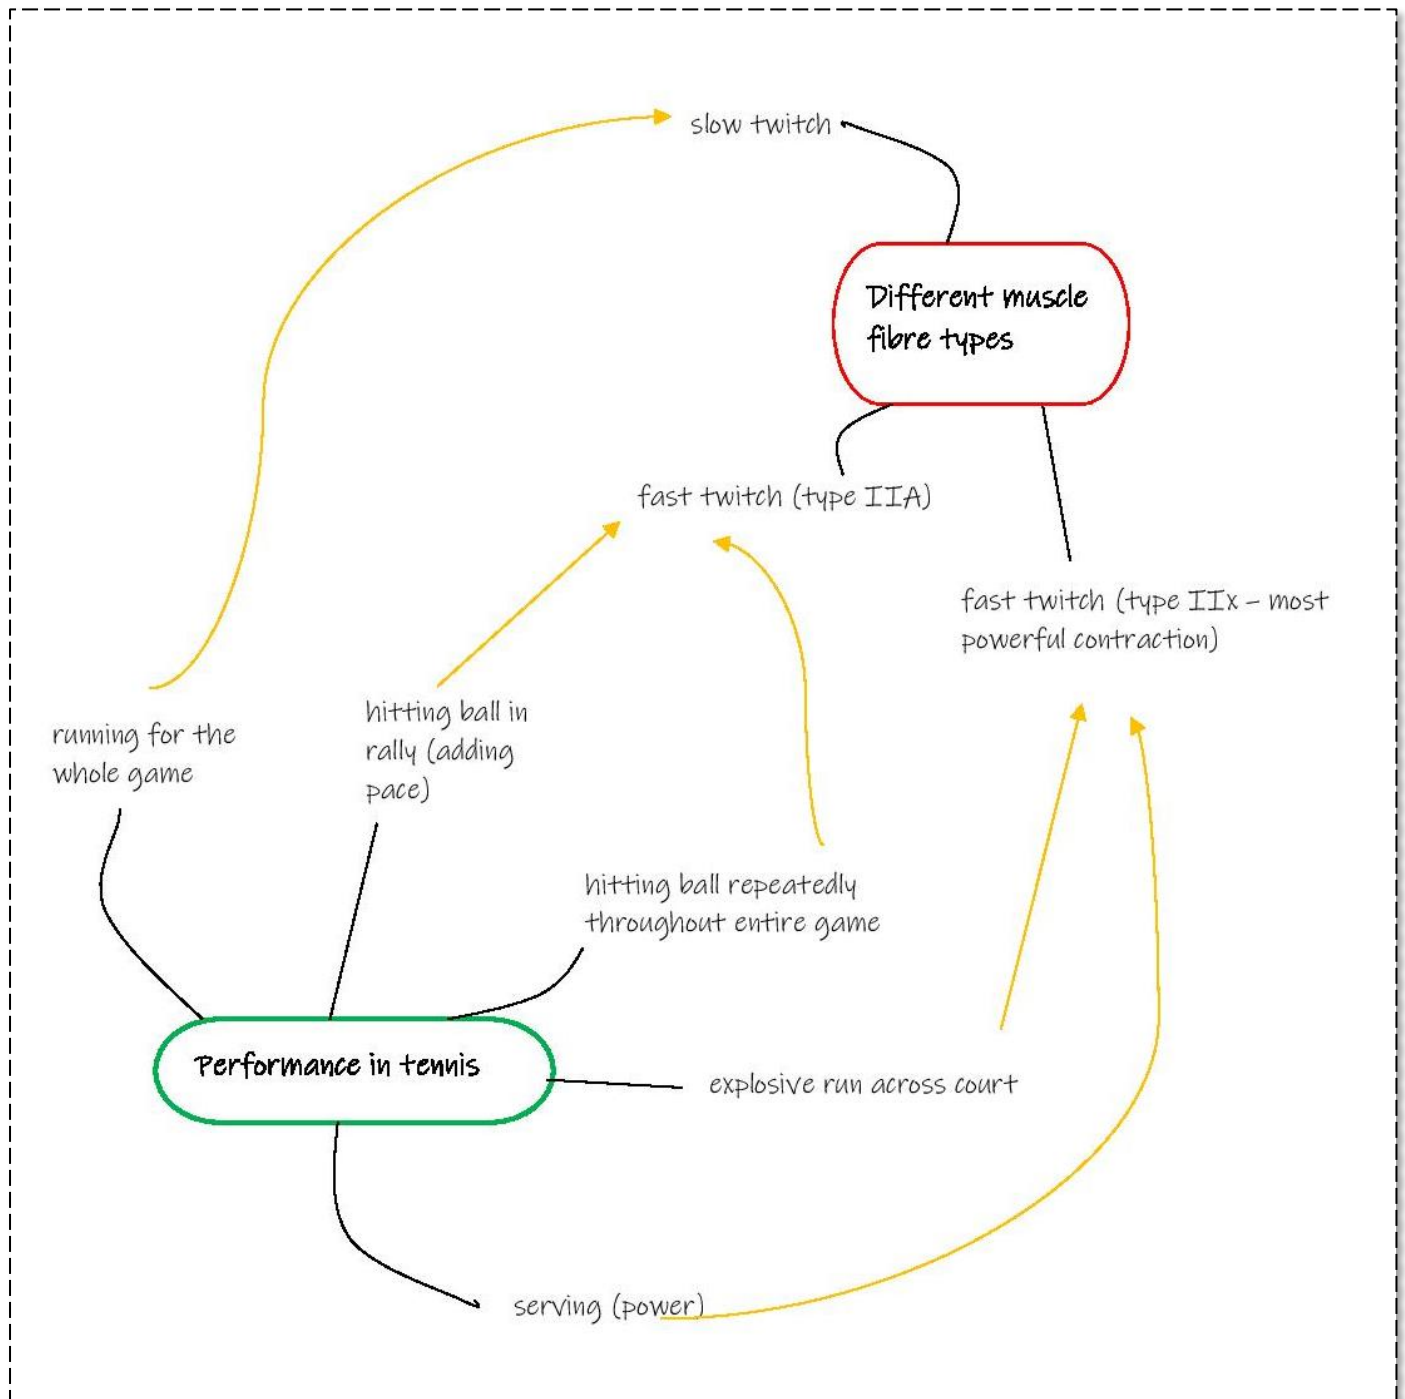 slow twitch
Different muscle
fibre types
fast twitch (type IIA)
fast twitch (type IIx – most
powerful contraction)
running for the
whole game
hitting ball in
rally (adding
pace)
hitting ball repeatedly
throughout entire game
Performance in tennis
explosive run across court
serving (power)